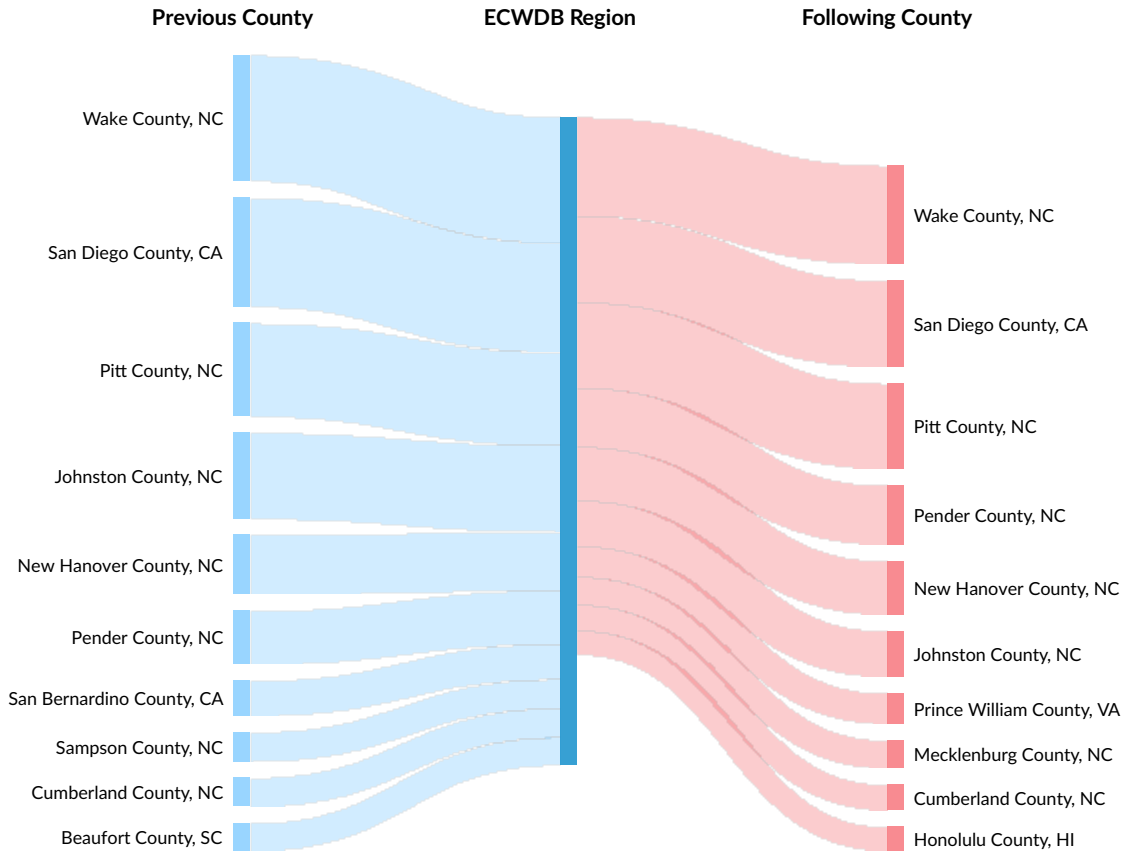 Previous County
ECWDB Region
Following County
Wake County, NC
San Diego County, CA
Pitt County, NC
Johnston County, NC
New Hanover County, NC
Pender County, NC
San Bernardino County, CA
Sampson County, NC
Cumberland County, NC
Beaufort County, SC
Wake County, NC
San Diego County, CA
Pitt County, NC
Pender County, NC
New Hanover County, NC
Johnston County, NC
Prince William County, VA
Mecklenburg County, NC
Cumberland County, NC
Honolulu County, HI